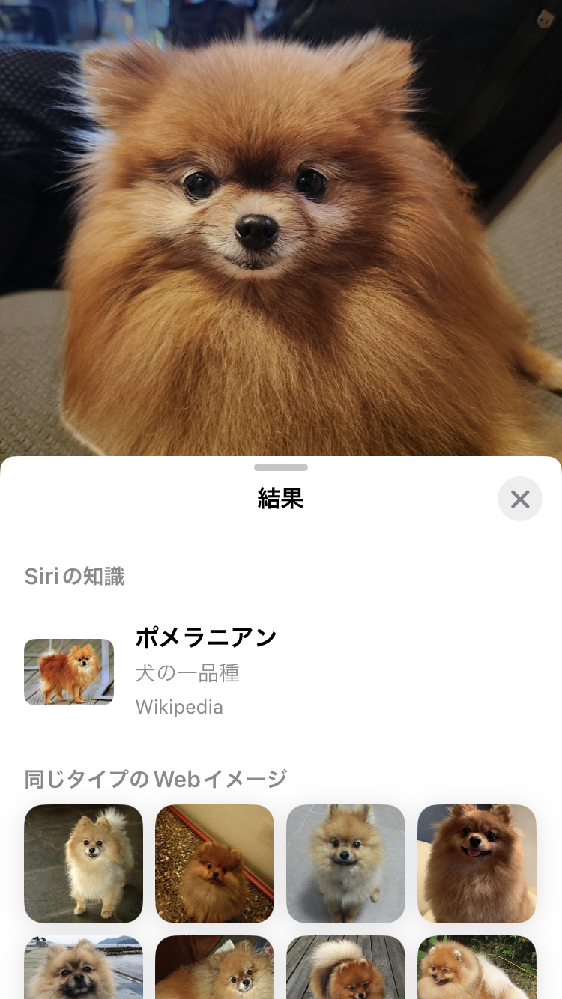 結果
Siriの知識
ポメラニアン
犬の一品種
Wikipedia
同じタイプのWebイメージ